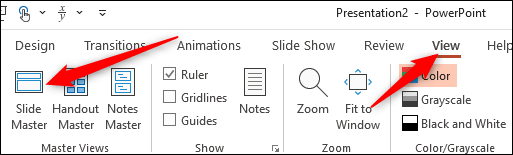 Presentation2 - PowerPoint
Design Transitions Animations Slide Show Review View Help
Slide Master
Handout Master
Notes Master
Master Views
Ruler
Gridlines
Guides
Show
Notes
Zoom
Fit to Window
Zoom
Color
Grayscale
Black and White
Color/Grayscale